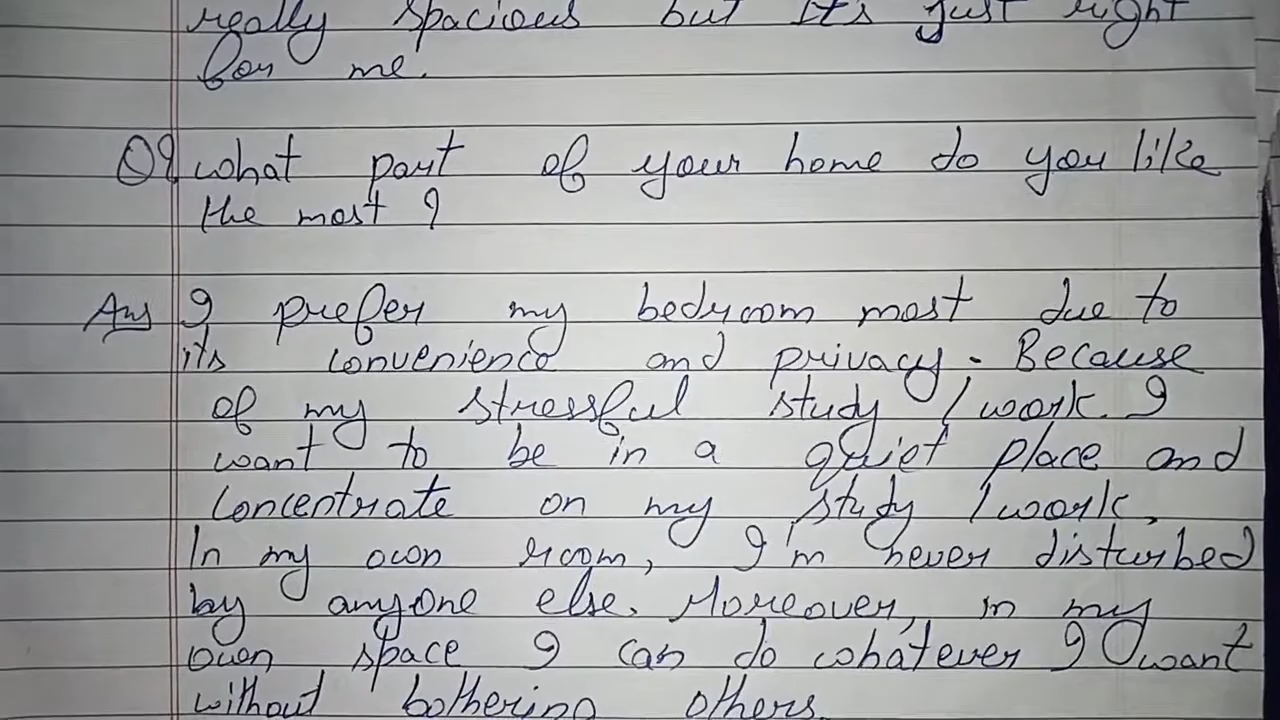 really spacious but it's just right
for me.
Q9 what part of your home do you like
the most ?
Ans I prefer my bedroom most due to
its convenience and privacy. Because
of my stressful study / work. I
want to be in a quiet place and
concentrate on my study / work.
In my own room, I'm never disturbed
by anyone else. Moreover, in my
own space I can do whatever I want
without bothering others.